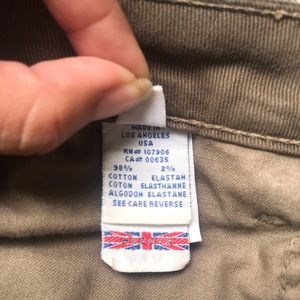 MADE IN
LOS ANGELES
USA
RN# 107906
CA# 00635
98% 2%
COTTON ELASTAN
COTON ELASTHANNE
ALGODON ELASTANE
SEE CARE REVERSE